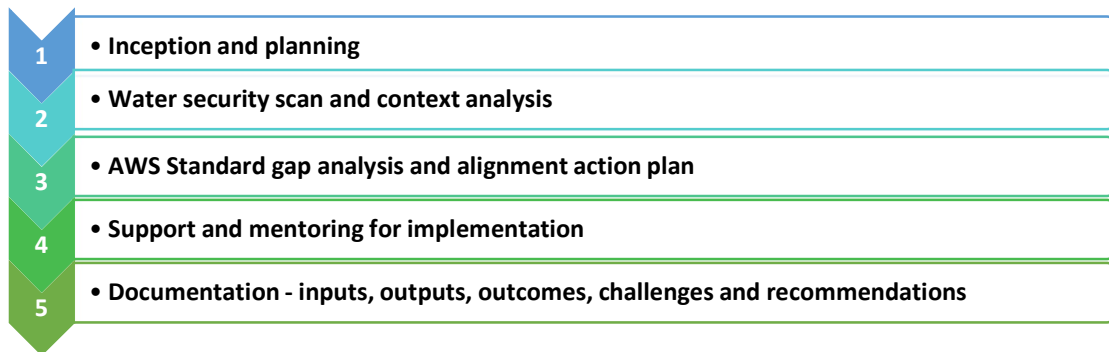 1
• Inception and planning
2
• Water security scan and context analysis
3
• AWS Standard gap analysis and alignment action plan
4
• Support and mentoring for implementation
5
• Documentation - inputs, outputs, outcomes, challenges and recommendations